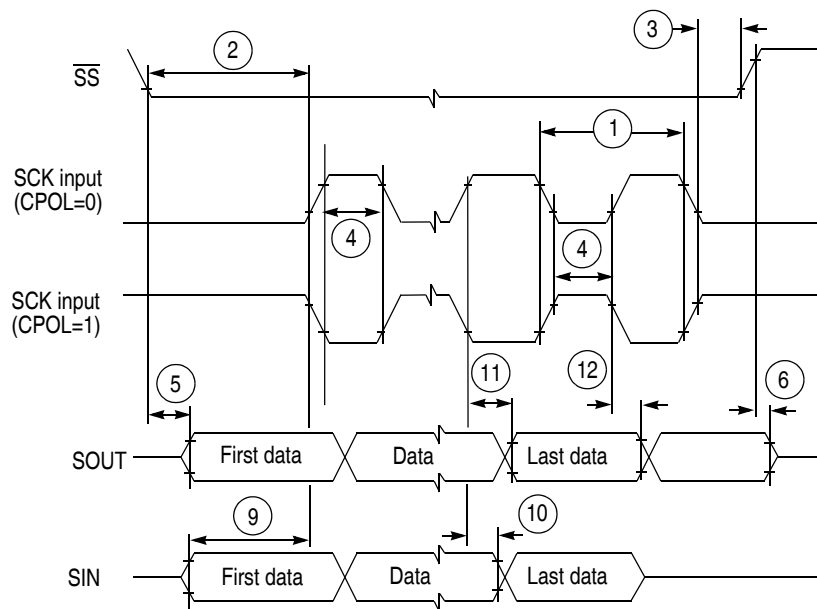 3
2
S̅S̅
1
SCK input
(CPOL=0)
4
4
SCK input
(CPOL=1)
5
11
12
6
SOUT
First data
Data
Last data
9
10
SIN
First data
Data
Last data